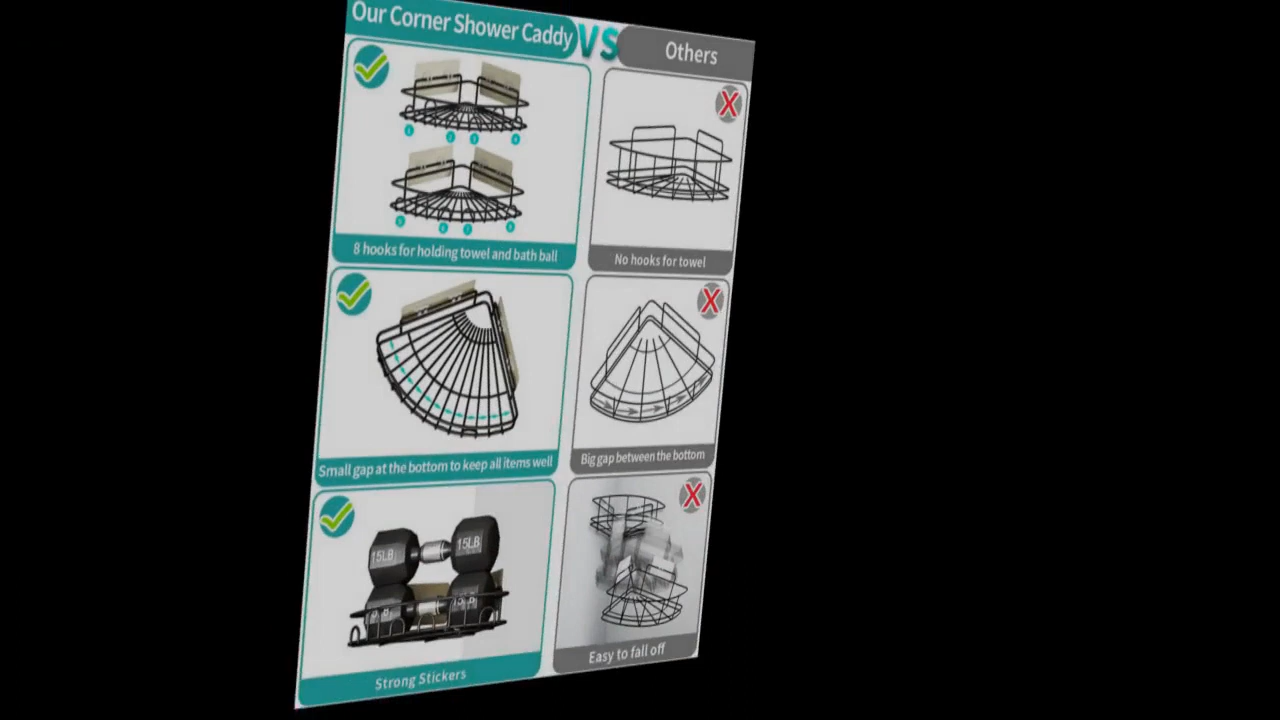 Our Corner Shower Caddy
VS
Others
8 hooks for holding towel and bath ball
No hooks for towel
Small gap at the bottom to keep all items well
Big gap between the bottom
15LB
15LB
Strong Stickers
Easy to fall off